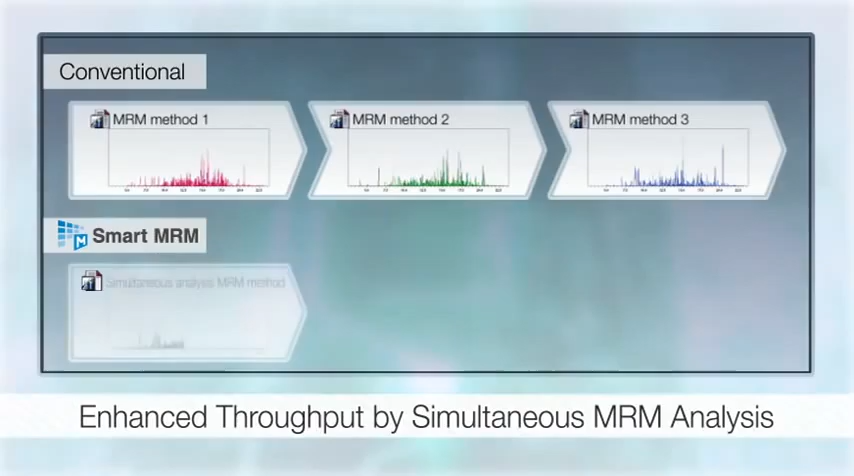 Conventional
MRM method 1
MRM method 2
MRM method 3
Smart MRM
Simultaneous analysis MRM method
Enhanced Throughput by Simultaneous MRM Analysis